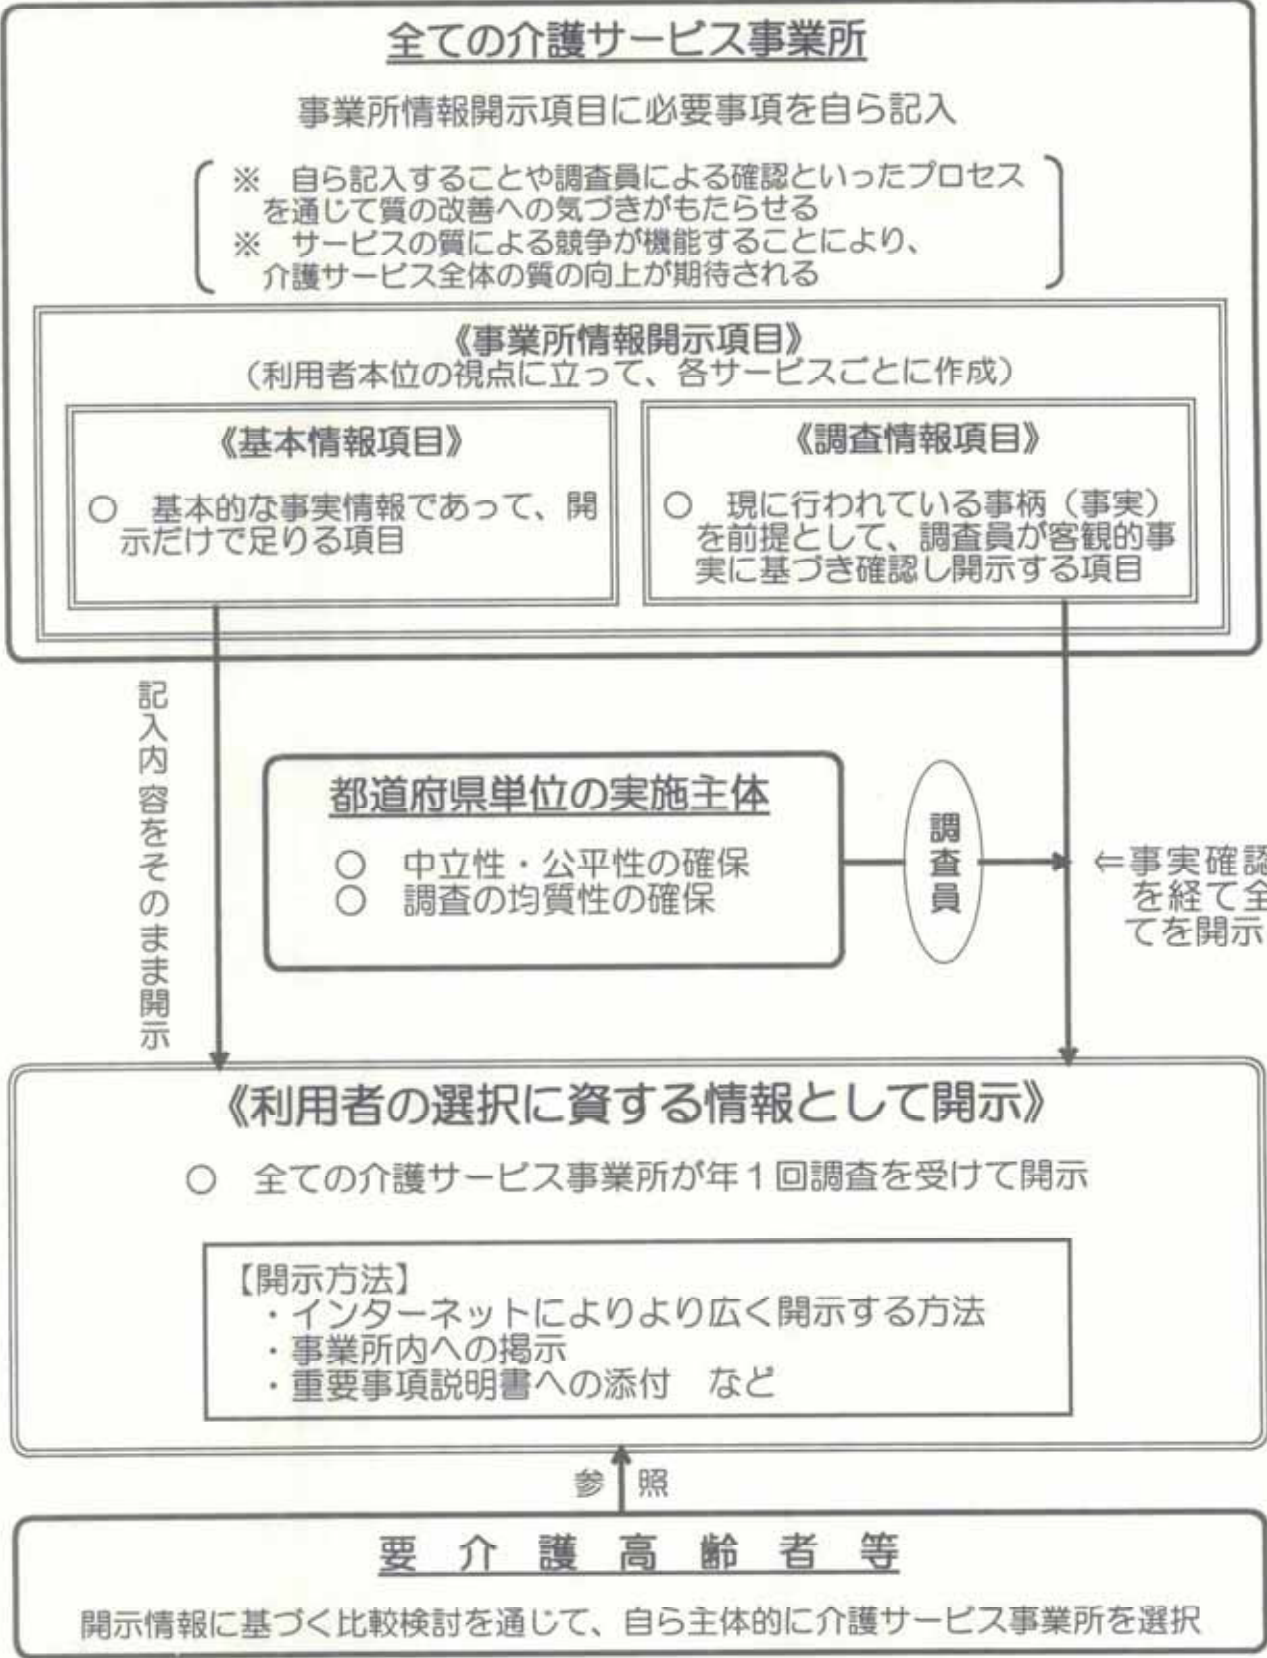 全ての介護サービス事業所
事業所情報開示項目に必要事項を自ら記入
※　自ら記入することや調査員による確認といったプロセス
を通じて質の改善への気づきがもたらせる
※　サービスの質による競争が機能することにより、
介護サービス全体の質の向上が期待される
《事業所情報開示項目》
（利用者本位の視点に立って、各サービスごとに作成）
《基本情報項目》
○　基本的な事実情報であって、開
示だけで足りる項目
《調査情報項目》
○　現に行われている事柄（事実）
を前提として、調査員が客観的事
実に基づき確認し開示する項目
記入内容をそのまま開示
都道府県単位の実施主体
○　中立性・公平性の確保
○　調査の均質性の確保
調査員
⇐事実確認
を経て全
てを開示
《利用者の選択に資する情報として開示》
○　全ての介護サービス事業所が年１回調査を受けて開示
【開示方法】
・インターネットによりより広く開示する方法
・事業所内への掲示
・重要事項説明書への添付　など
参照
要介護高齢者等
開示情報に基づく比較検討を通じて、自ら主体的に介護サービス事業所を選択